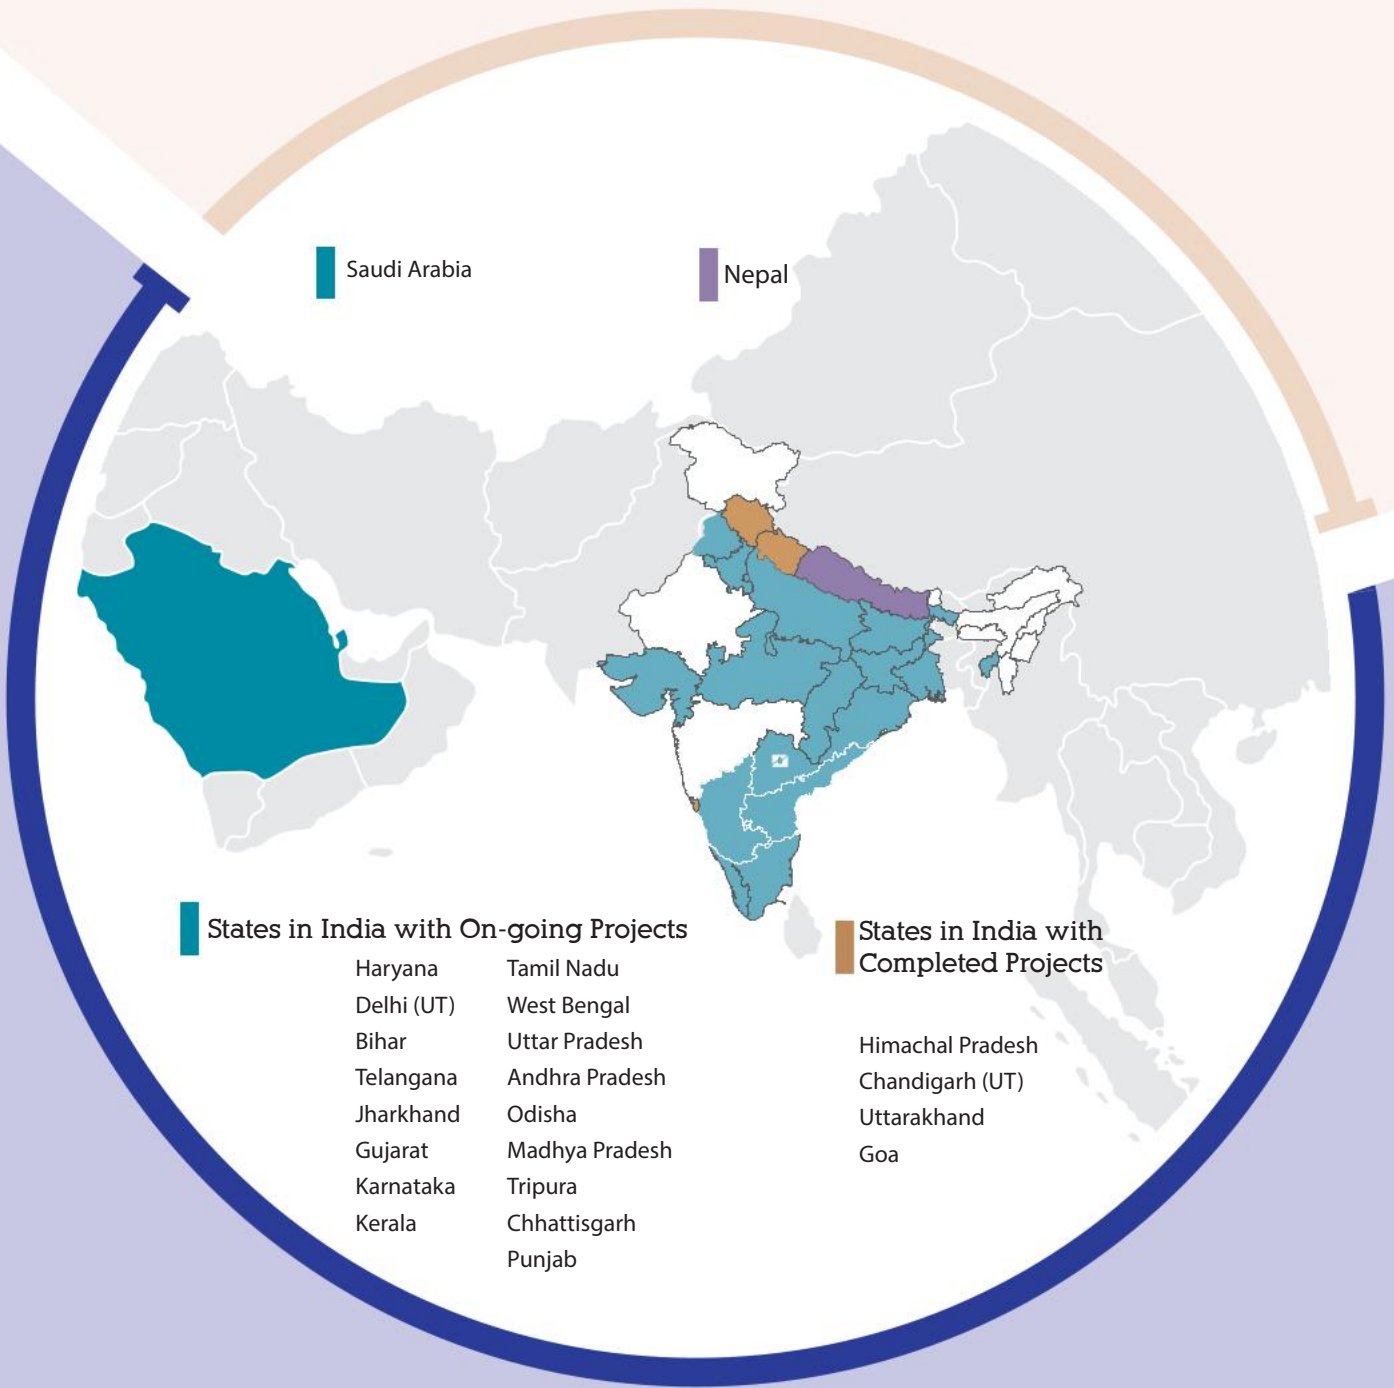 Saudi Arabia
Nepal
States in India with On-going Projects
Haryana
Delhi (UT)
Bihar
Telangana
Jharkhand
Gujarat
Karnataka
Kerala
Tamil Nadu
West Bengal
Uttar Pradesh
Andhra Pradesh
Odisha
Madhya Pradesh
Tripura
Chhattisgarh
Punjab
States in India with
Completed Projects
Himachal Pradesh
Chandigarh (UT)
Uttarakhand
Goa